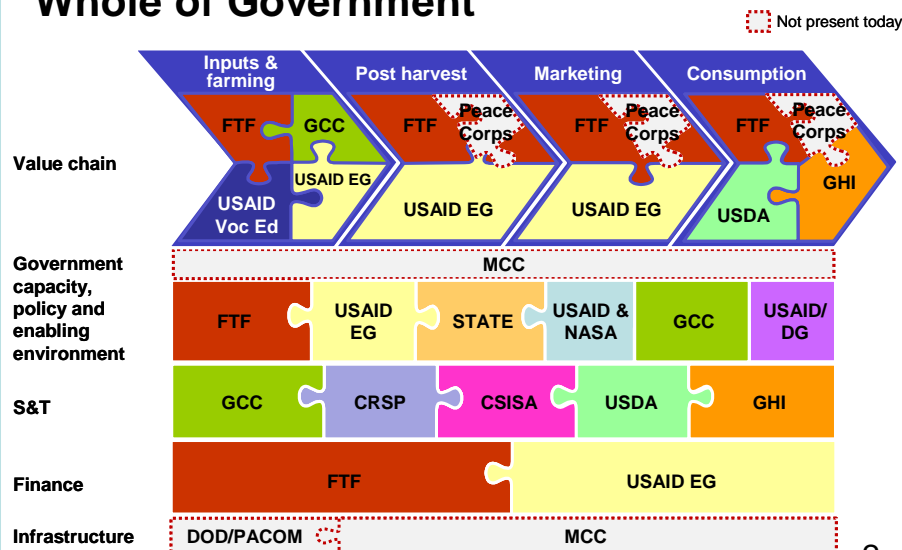 Whole of Government
Not present today
Inputs &
farming
Post harvest
Marketing
Consumption
Value chain
FTF
GCC
USAID
Voc Ed
USAID EG
FTF
Peace
Corps
USAID EG
FTF
Peace
Corps
USAID EG
FTF
Peace
Corps
USDA
GHI
Government
capacity,
policy and
enabling
environment
MCC
FTF
USAID
EG
STATE
USAID &
NASA
GCC
USAID/
DG
S&T
GCC
CRSP
CSISA
USDA
GHI
Finance
FTF
USAID EG
Infrastructure
DOD/PACOM
MCC